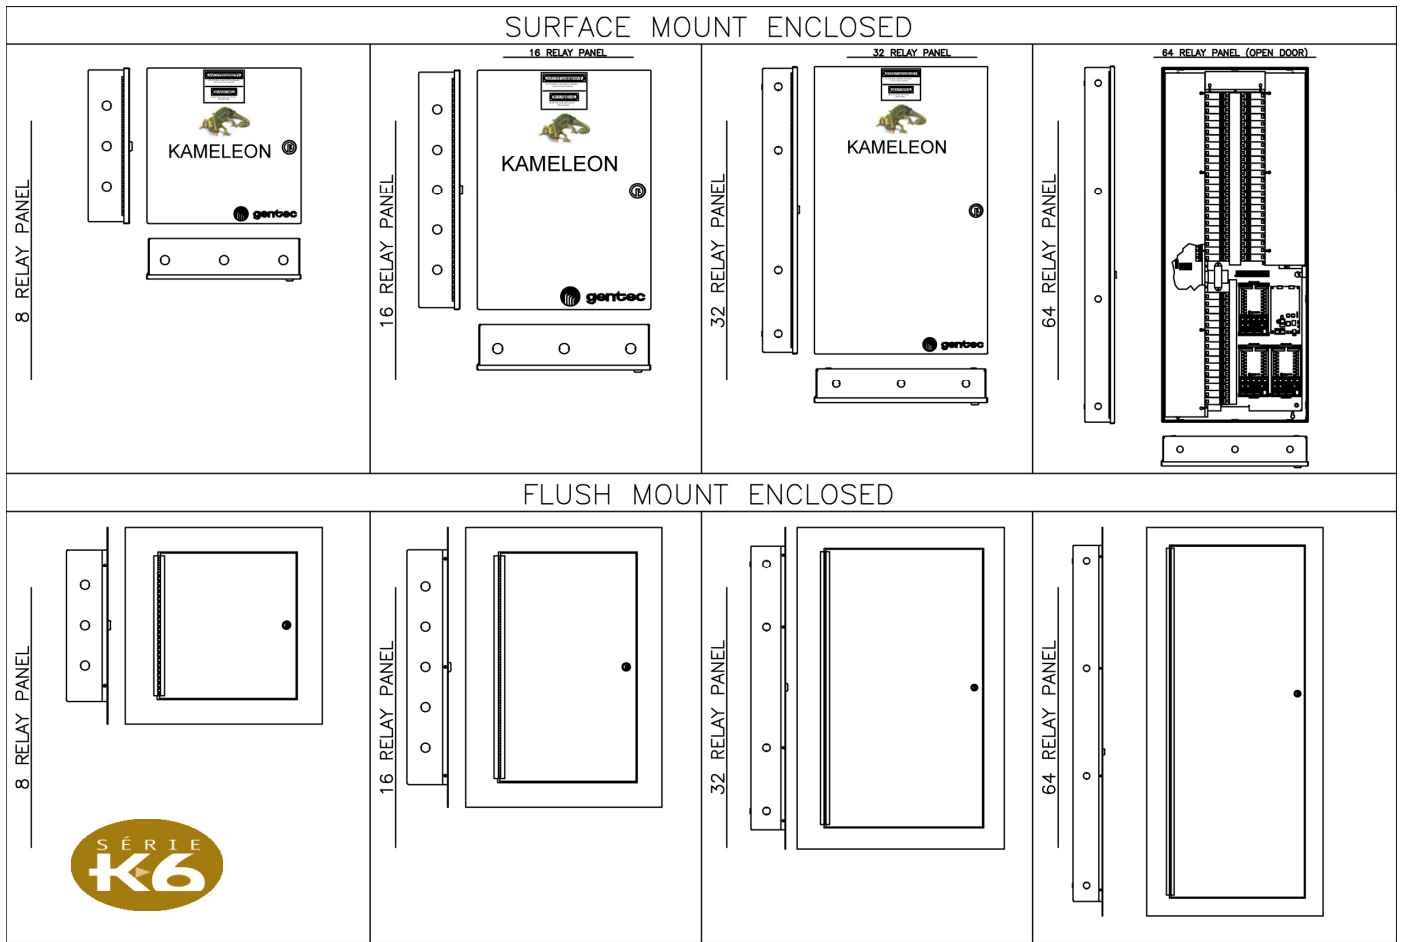 SURFACE MOUNT ENCLOSED
16 RELAY PANEL
32 RELAY PANEL
64 RELAY PANEL (OPEN DOOR)
8 RELAY PANEL
KAMELEON
gentec
16 RELAY PANEL
KAMELEON
gentec
32 RELAY PANEL
KAMELEON
gentec
64 RELAY PANEL
FLUSH MOUNT ENCLOSED
8 RELAY PANEL
16 RELAY PANEL
32 RELAY PANEL
64 RELAY PANEL
SÉRIE
K6